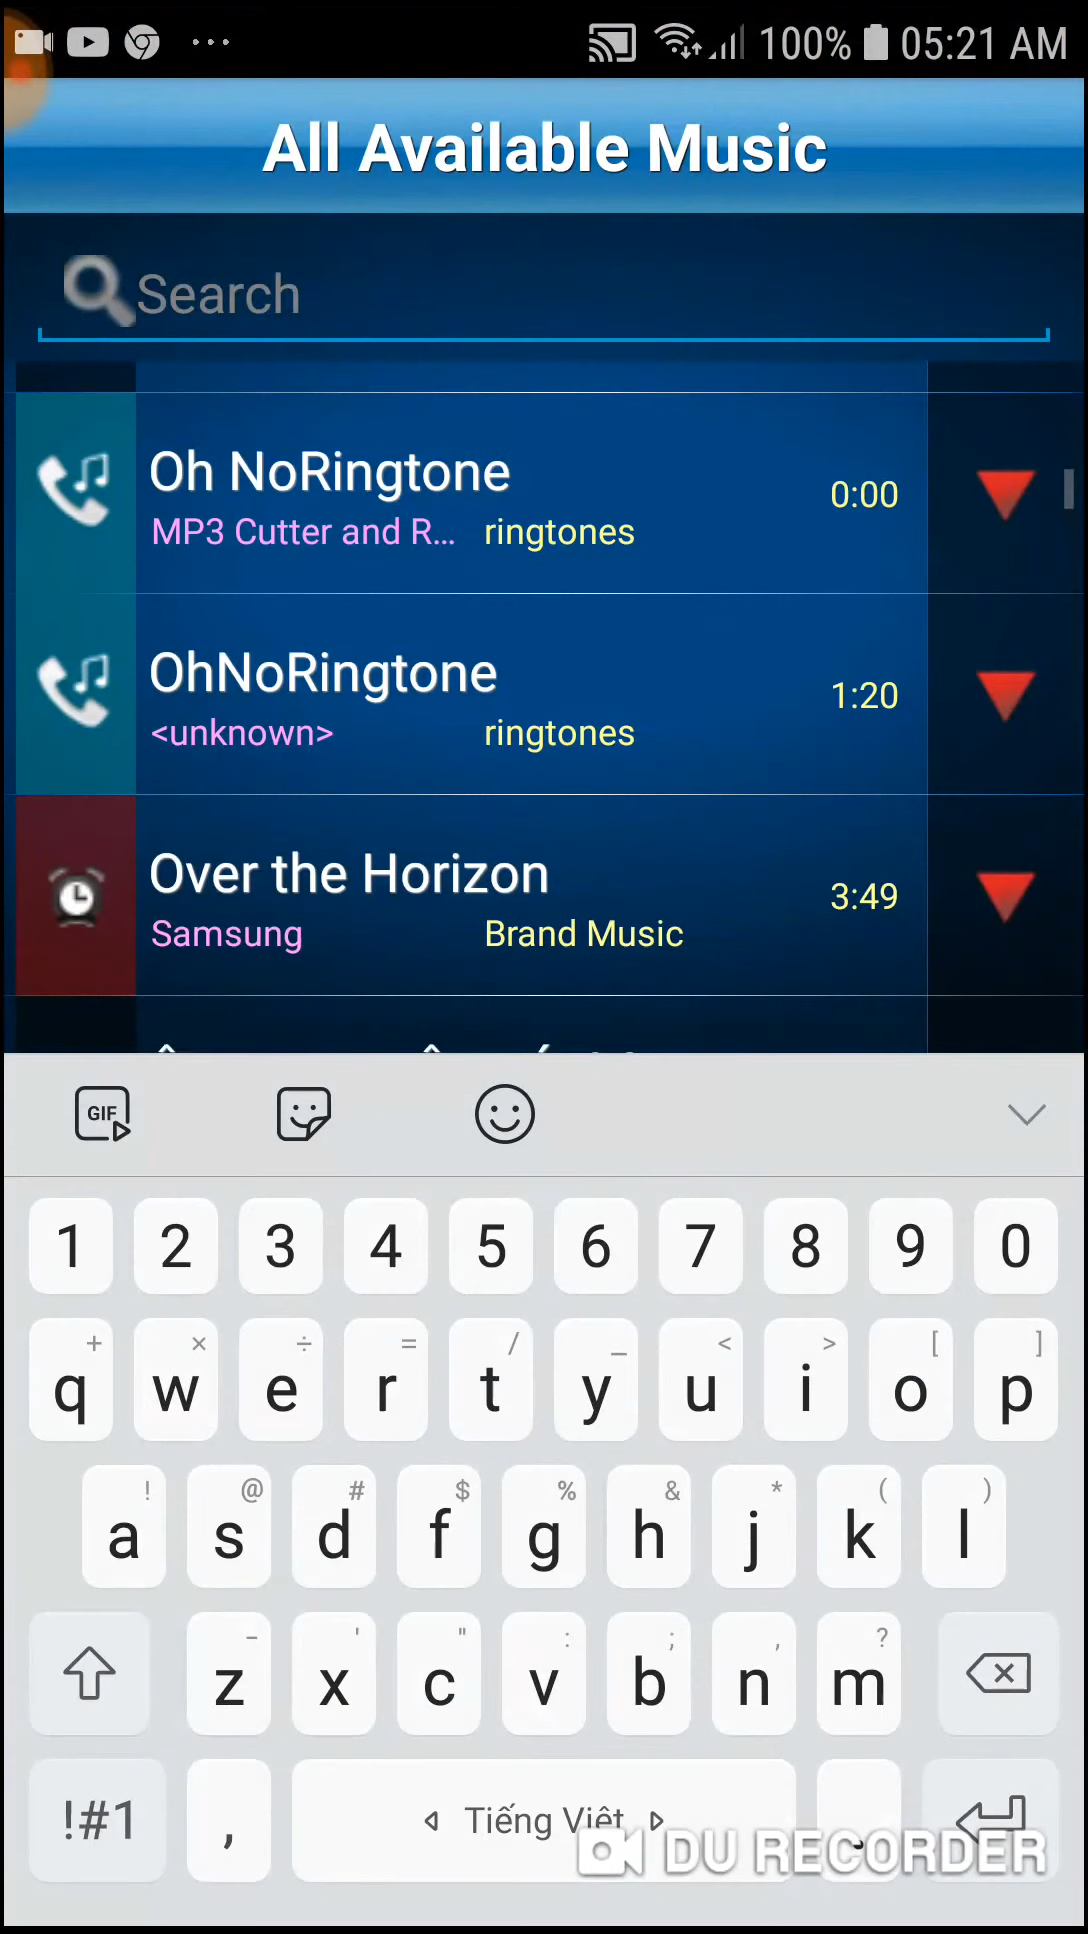 100% 05:21 AM
All Available Music
Search
Oh NoRingtone
0:00
MP3 Cutter and R... ringtones
OhNoRingtone
1:20
<unknown> ringtones
Over the Horizon
3:49
Samsung Brand Music
GIF
1 2 3 4 5 6 7 8 9 0
+ × ÷ = / _ < > [ ]
q w e r t y u i o p
! @ # $ % & * ( )
a s d f g h j k l
- ' " : ; , ?
z x c v b n m
!#1 , Tiếng Việt .
DU RECORDER